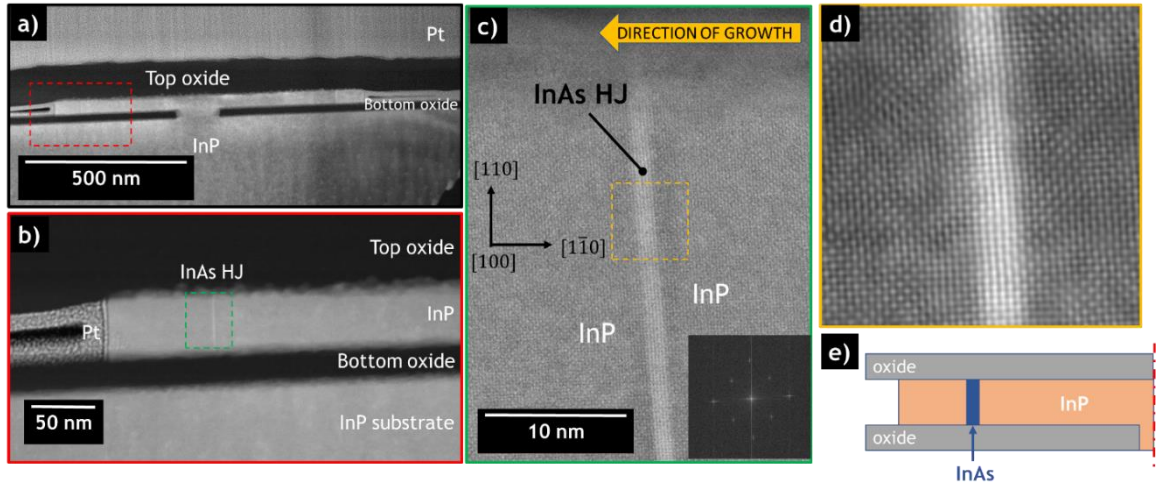 a)
Pt
Top oxide
Bottom oxide
InP
500 nm
b)
Top oxide
InAs HJ
InP
Pt
Bottom oxide
50 nm
InP substrate
c)
DIRECTION OF GROWTH
InAs HJ
[110]
[100]
[11̅0]
InP
InP
10 nm
d)
e)
oxide
InP
oxide
InAs